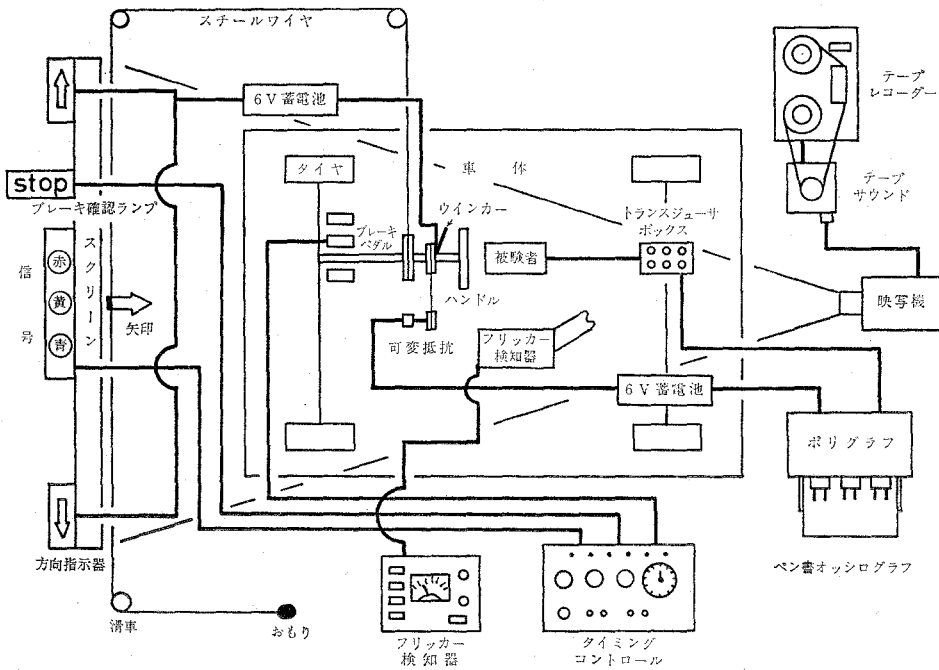 スチールワイヤ
6V蓄電池
stop
ブレーキ確認ランプ
信号
赤
黄
青
スクリーン
矢印
方向指示器
滑車
おもり
タイヤ
車体
ブレーキ
ペダル
ウインカー
ハンドル
可変抵抗
被験者
トランスジューサ
ボックス
フリッカー
検知器
6V蓄電池
テープ
レコーダー
テープ
サウンド
映写機
ポリグラフ
ペン書オッシログラフ
フリッカー
検知器
タイミング
コントロール